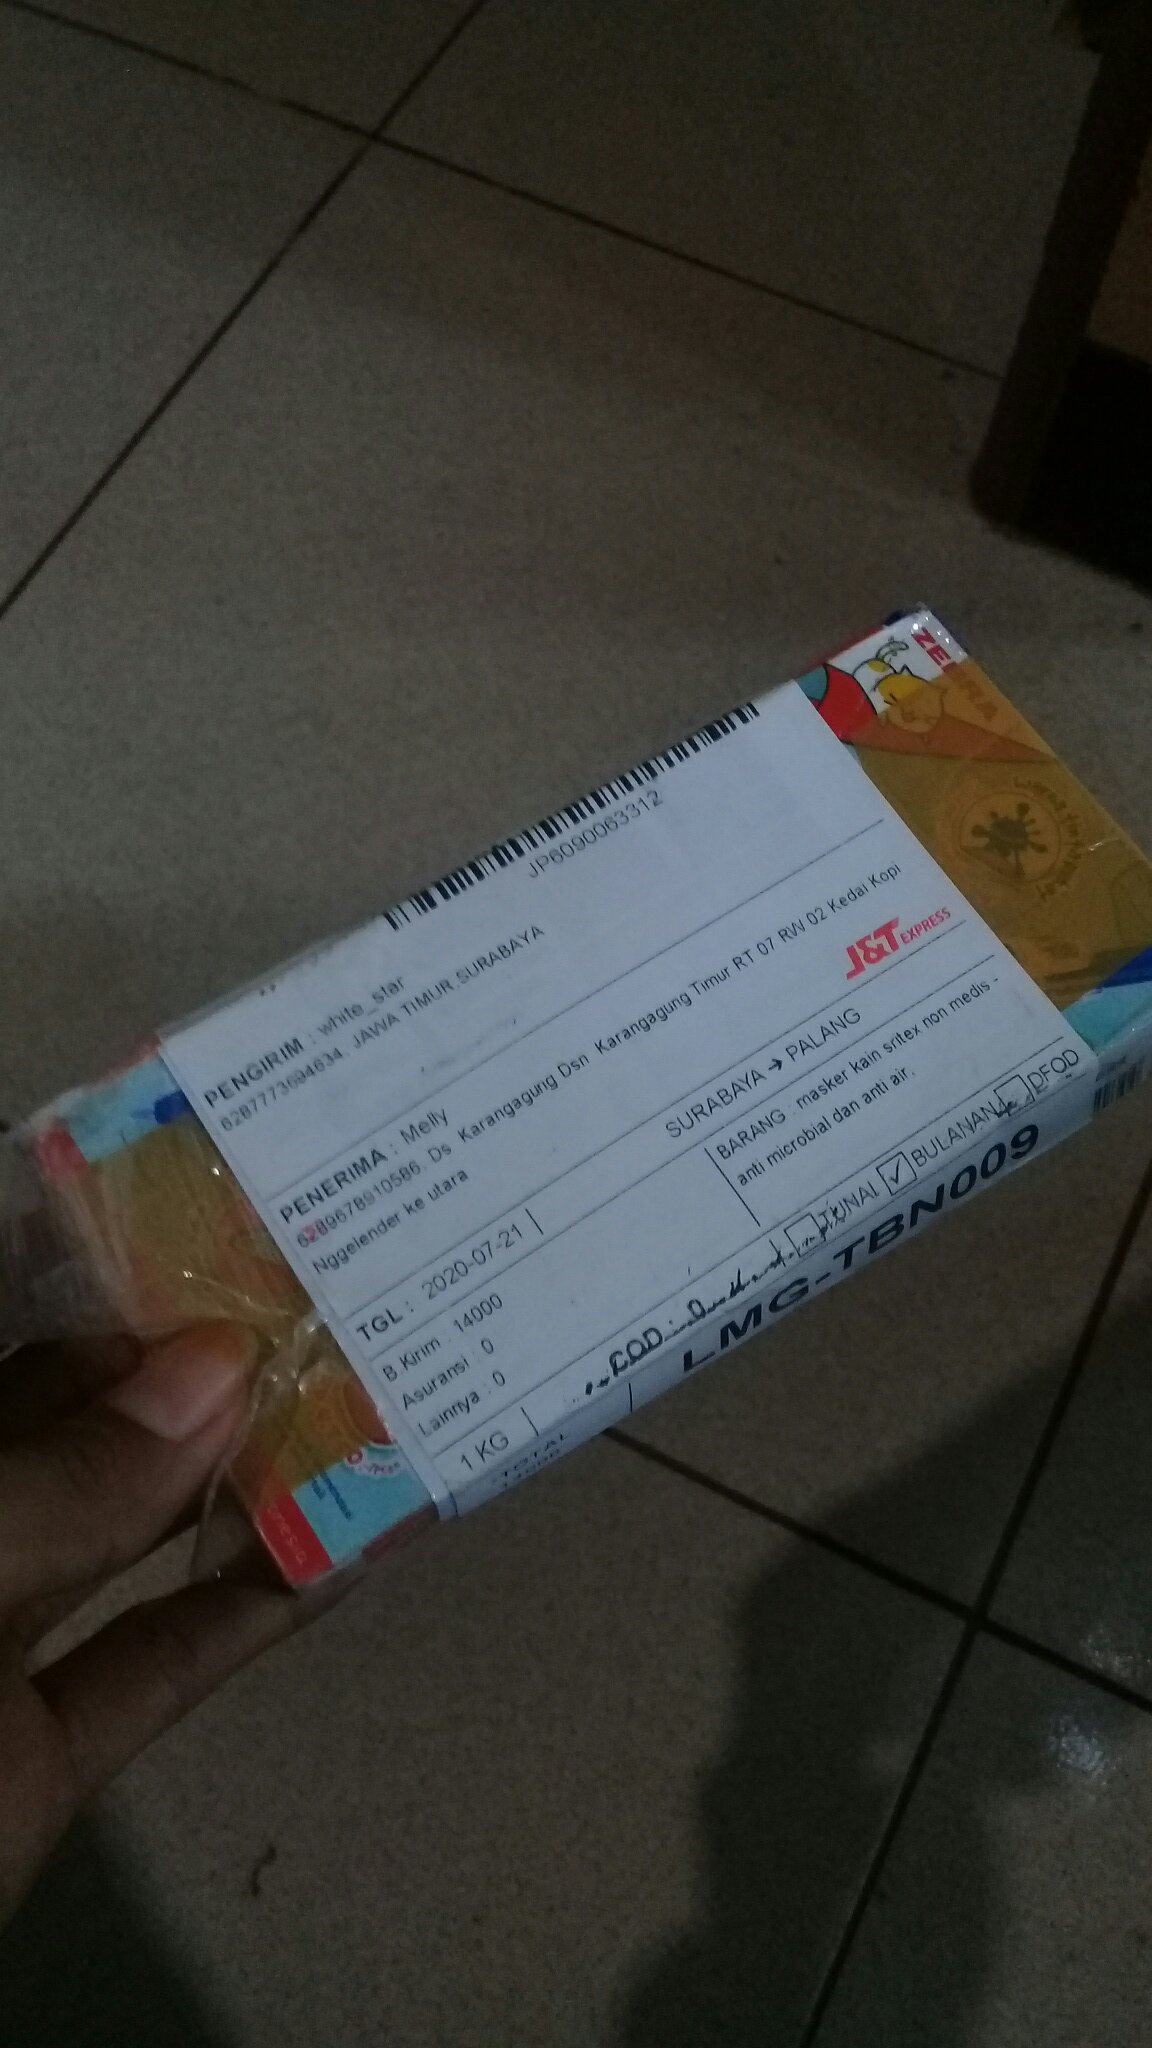 JP6090063312
PENGIRIM : white_star
6287773694634, JAWA TIMUR,SURABAYA
PENERIMA : Melly
6289678910586, Ds. Karangagung Dsn Karangagung Timur RT 07 RW 02 Kedai Kopi
Nggelender ke utara
J&T EXPRESS
TGL : 2020-07-21
SURABAYA → PALANG
B.Kirim : 14000
Asuransi : 0
Lainnya : 0
BARANG : masker kain sritex non medis -
anti microbial dan anti air.
1 KG
COD :
TUNAI ✓ BULANAN DFOD
TOTAL
14000
LMG-TBN009